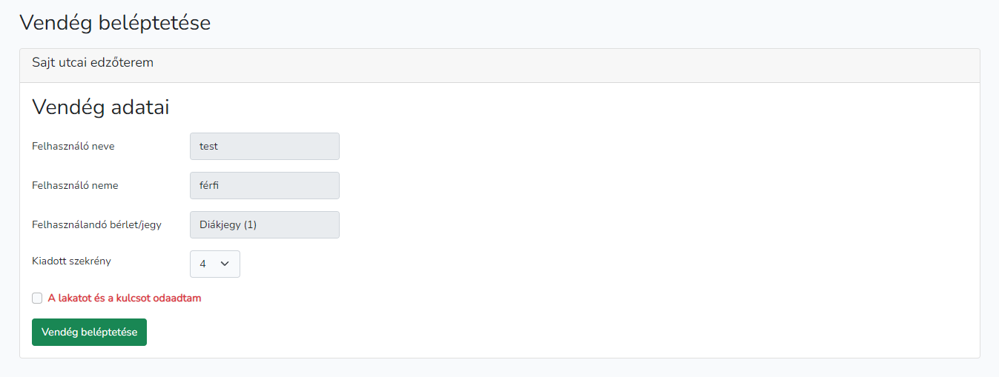 Vendég beléptetése
Sajt utcai edzőterem
Vendég adatai
Felhasználó neve
test
Felhasználó neme
férfi
Felhasználandó bérlet/jegy
Diákjegy (1)
Kiadott szekrény
4
A lakatot és a kulcsot odaadtam
Vendég beléptetése